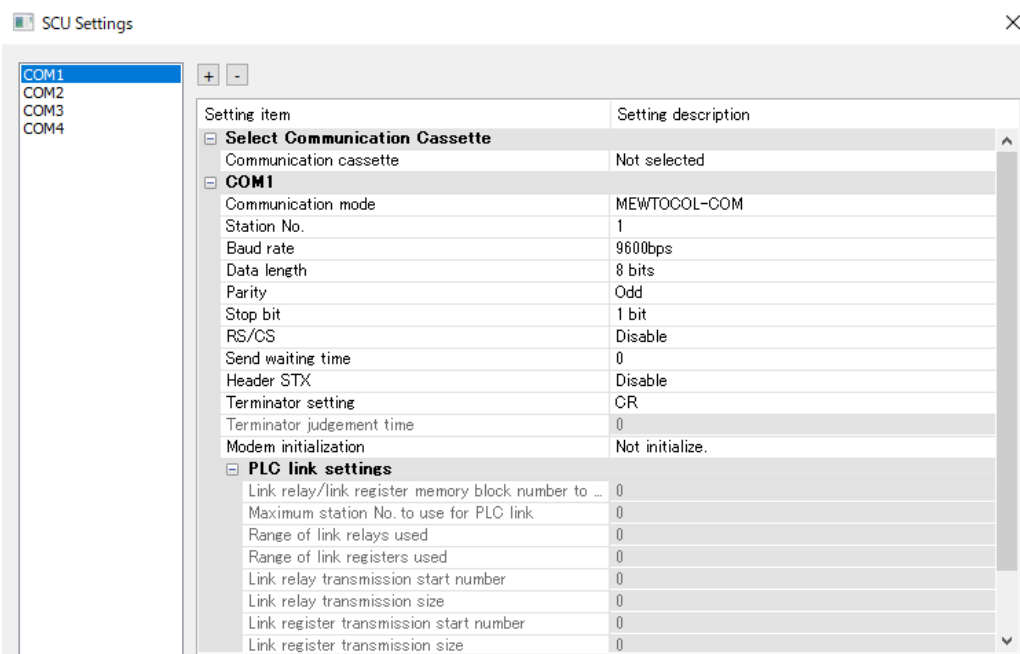 SCU Settings
COM1
COM2
COM3
COM4
+ -
Setting item Setting description
Select Communication Cassette
Communication cassette Not selected
COM1
Communication mode MEWTOCOL-COM
Station No. 1
Baud rate 9600bps
Data length 8 bits
Parity Odd
Stop bit 1 bit
RS/CS Disable
Send waiting time 0
Header STX Disable
Terminator setting CR
Terminator judgement time 0
Modem initialization Not initialize.
PLC link settings
Link relay/link register memory block number to ... 0
Maximum station No. to use for PLC link 0
Range of link relays used 0
Range of link registers used 0
Link relay transmission start number 0
Link relay transmission size 0
Link register transmission start number 0
Link register transmission size 0